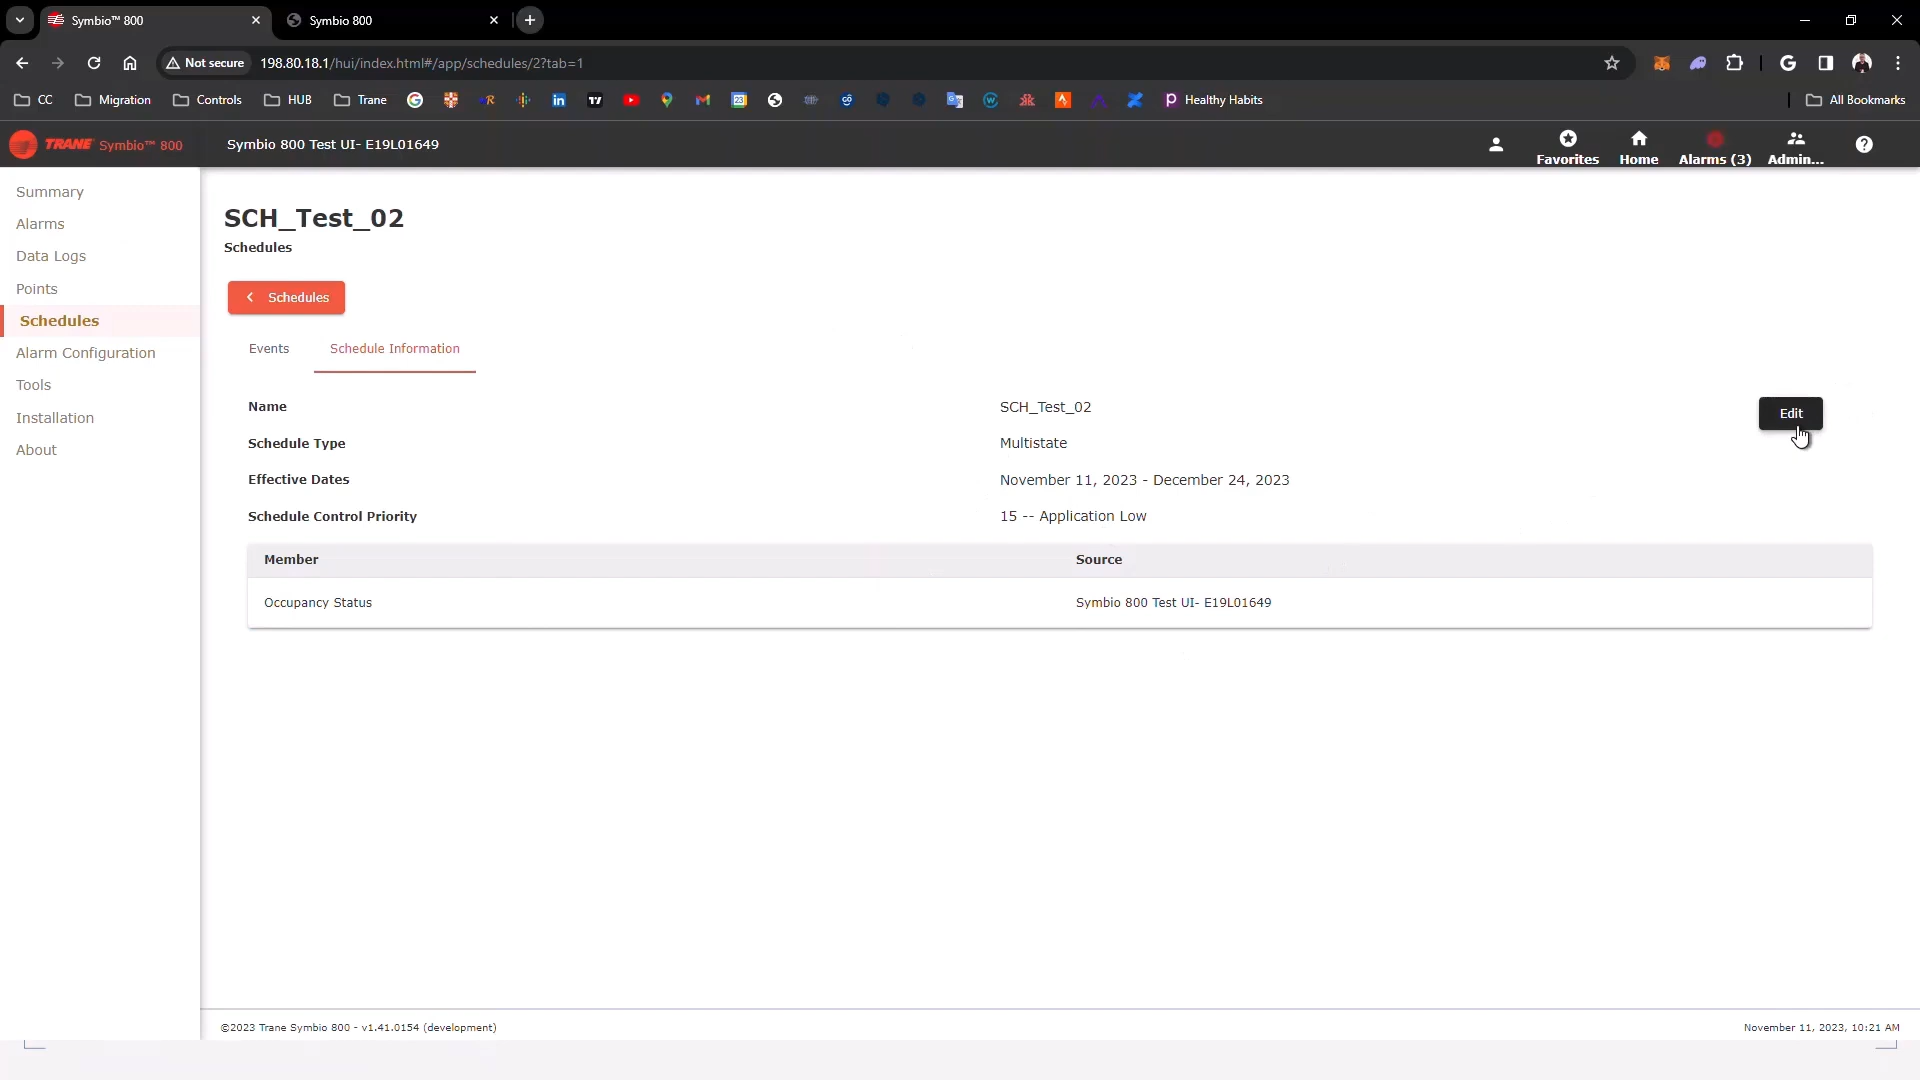 Symbio™ 800
Symbio 800
Not secure
198.80.18.1/hui/index.html#/app/schedules/2?tab=1
CC
Migration
Controls
HUB
Trane
Healthy Habits
All Bookmarks
TRANE Symbio™ 800
Symbio 800 Test UI- E19L01649
Favorites
Home
Alarms (3)
Admin...
Summary
Alarms
Data Logs
Points
Schedules
Alarm Configuration
Tools
Installation
About
SCH_Test_02
Schedules
Schedules
Events
Schedule Information
Name
SCH_Test_02
Edit
Schedule Type
Multistate
Effective Dates
November 11, 2023 - December 24, 2023
Schedule Control Priority
15 -- Application Low
Member
Source
Occupancy Status
Symbio 800 Test UI- E19L01649
©2023 Trane Symbio 800 - v1.41.0154 (development)
November 11, 2023, 10:21 AM